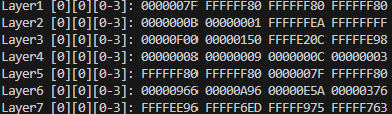 Layer1 [0][0][0-3]: 0000007F FFFFFF80 FFFFFF80 FFFFFF80
Layer2 [0][0][0-3]: 0000000B 00000001 FFFFFFEA FFFFFFFF
Layer3 [0][0][0-3]: 00000F00 00000150 FFFFE20C FFFFFE98
Layer4 [0][0][0-3]: 00000008 00000009 0000000C 00000003
Layer5 [0][0][0-3]: FFFFFF80 FFFFFF80 0000007F FFFFFF80
Layer6 [0][0][0-3]: 00000966 00000A96 00000E5A 00000376
Layer7 [0][0][0-3]: FFFFEE96 FFFFF6ED FFFFF975 FFFFF763